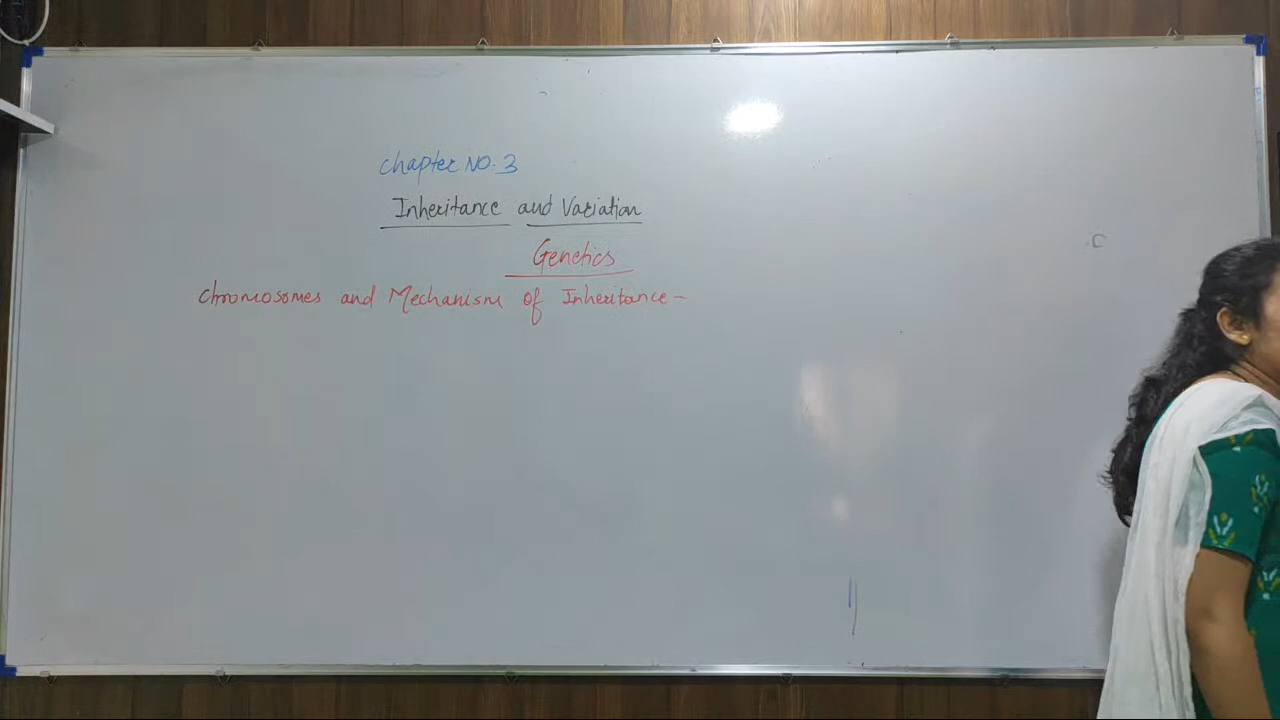 Chapter NO. 3
Inheritance and Variation
Genetics
Chromosomes and Mechanism of Inheritance -